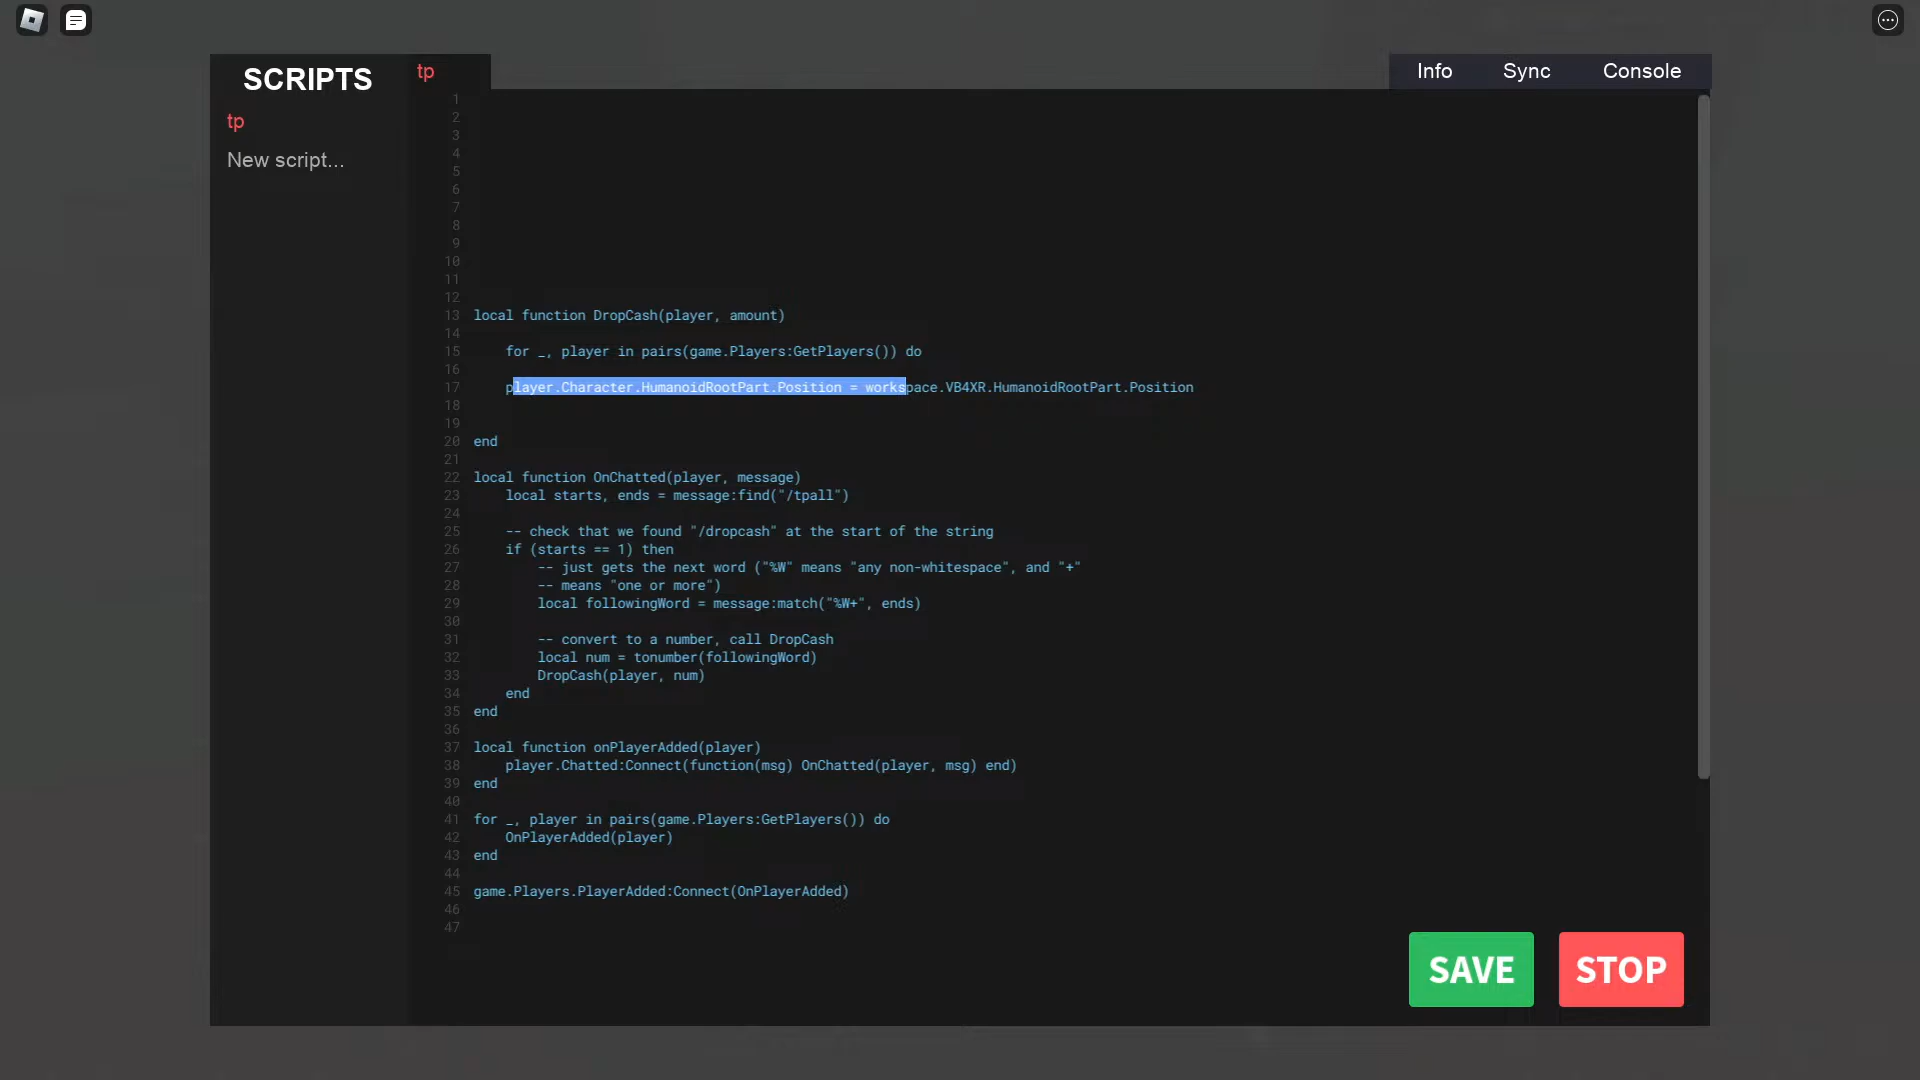 SCRIPTS
tp
New script...
tp
Info
Sync
Console
1
2
3
4
5
6
7
8
9
10
11
12
13 local function DropCash(player, amount)
14
15 for _, player in pairs(game.Players:GetPlayers()) do
16
17 player.Character.HumanoidRootPart.Position = workspace.VB4XR.HumanoidRootPart.Position
18
19
20 end
21
22 local function OnChatted(player, message)
23 local starts, ends = message:find("/tpall")
24
25 -- check that we found "/dropcash" at the start of the string
26 if (starts == 1) then
27 -- just gets the next word ("%W" means "any non-whitespace", and "+"
28 -- means "one or more")
29 local followingWord = message:match("%W+", ends)
30
31 -- convert to a number, call DropCash
32 local num = tonumber(followingWord)
33 DropCash(player, num)
34 end
35 end
36
37 local function onPlayerAdded(player)
38 player.Chatted:Connect(function(msg) OnChatted(player, msg) end)
39 end
40
41 for _, player in pairs(game.Players:GetPlayers()) do
42 OnPlayerAdded(player)
43 end
44
45 game.Players.PlayerAdded:Connect(OnPlayerAdded)
46
47
SAVE
STOP